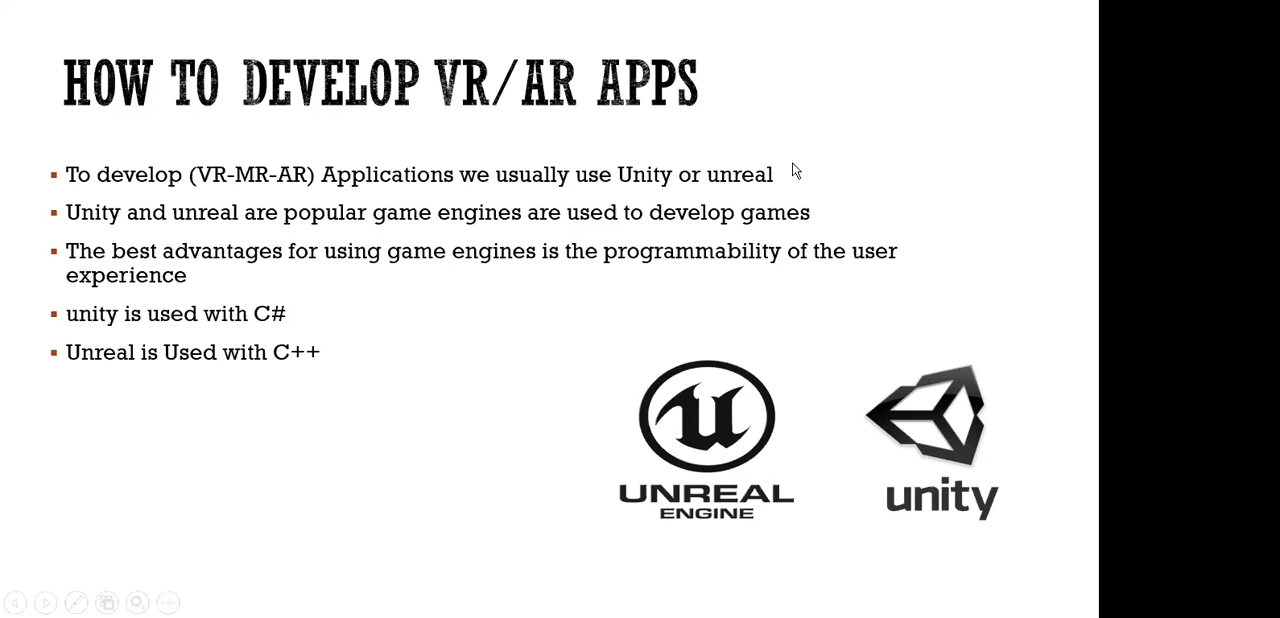 HOW TO DEVELOP VR/AR APPS
▪ To develop (VR-MR-AR) Applications we usually use Unity or unreal
▪ Unity and unreal are popular game engines are used to develop games
▪ The best advantages for using game engines is the programmability of the user
experience
▪ unity is used with C#
▪ Unreal is Used with C++
UNREAL
ENGINE
unity